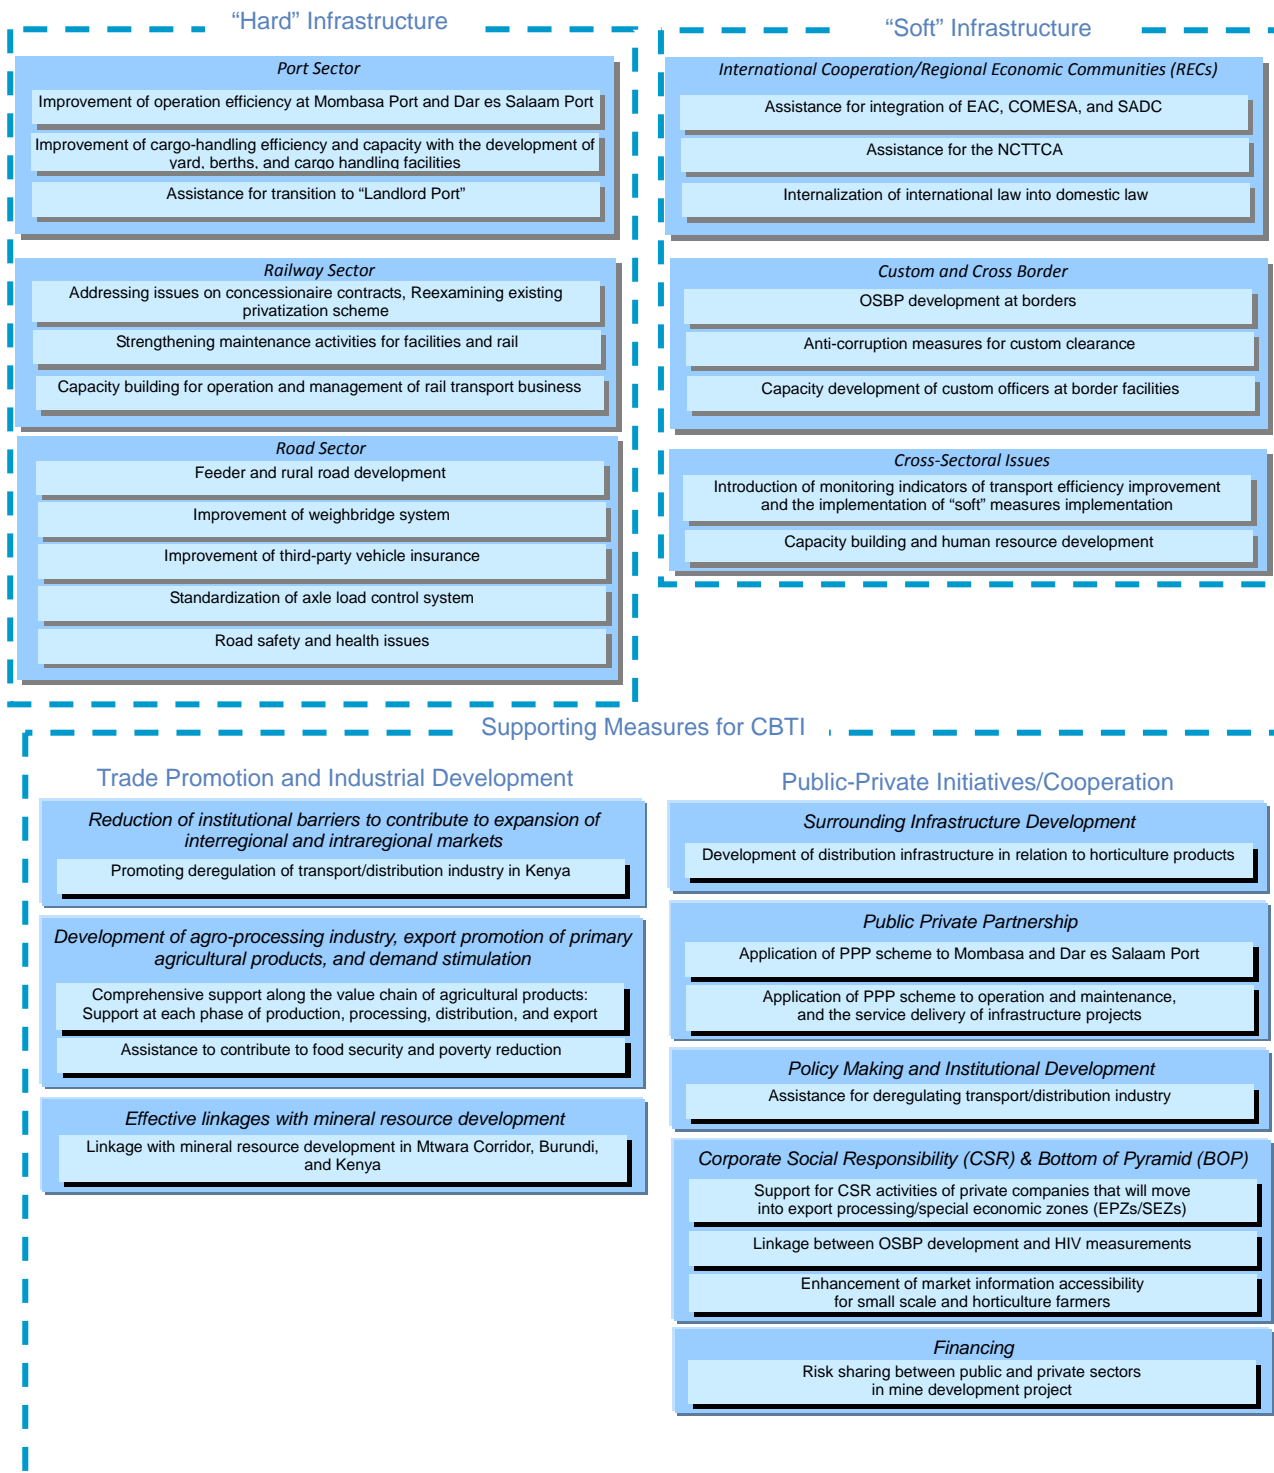 “Hard” Infrastructure
Port Sector
Improvement of operation efficiency at Mombasa Port and Dar es Salaam Port
Improvement of cargo-handling efficiency and capacity with the development of
yard, berths, and cargo handling facilities
Assistance for transition to “Landlord Port”
Railway Sector
Addressing issues on concessionaire contracts, Reexamining existing
privatization scheme
Strengthening maintenance activities for facilities and rail
Capacity building for operation and management of rail transport business
Road Sector
Feeder and rural road development
Improvement of weighbridge system
Improvement of third-party vehicle insurance
Standardization of axle load control system
Road safety and health issues
“Soft” Infrastructure
International Cooperation/Regional Economic Communities (RECs)
Assistance for integration of EAC, COMESA, and SADC
Assistance for the NCTTCA
Internalization of international law into domestic law
Custom and Cross Border
OSBP development at borders
Anti-corruption measures for custom clearance
Capacity development of custom officers at border facilities
Cross-Sectoral Issues
Introduction of monitoring indicators of transport efficiency improvement
and the implementation of “soft” measures implementation
Capacity building and human resource development
Supporting Measures for CBTI
Trade Promotion and Industrial Development
Reduction of institutional barriers to contribute to expansion of
interregional and intraregional markets
Promoting deregulation of transport/distribution industry in Kenya
Development of agro-processing industry, export promotion of primary
agricultural products, and demand stimulation
Comprehensive support along the value chain of agricultural products:
Support at each phase of production, processing, distribution, and export
Assistance to contribute to food security and poverty reduction
Effective linkages with mineral resource development
Linkage with mineral resource development in Mtwara Corridor, Burundi,
and Kenya
Public-Private Initiatives/Cooperation
Surrounding Infrastructure Development
Development of distribution infrastructure in relation to horticulture products
Public Private Partnership
Application of PPP scheme to Mombasa and Dar es Salaam Port
Application of PPP scheme to operation and maintenance,
and the service delivery of infrastructure projects
Policy Making and Institutional Development
Assistance for deregulating transport/distribution industry
Corporate Social Responsibility (CSR) & Bottom of Pyramid (BOP)
Support for CSR activities of private companies that will move
into export processing/special economic zones (EPZs/SEZs)
Linkage between OSBP development and HIV measurements
Enhancement of market information accessibility
for small scale and horticulture farmers
Financing
Risk sharing between public and private sectors
in mine development project